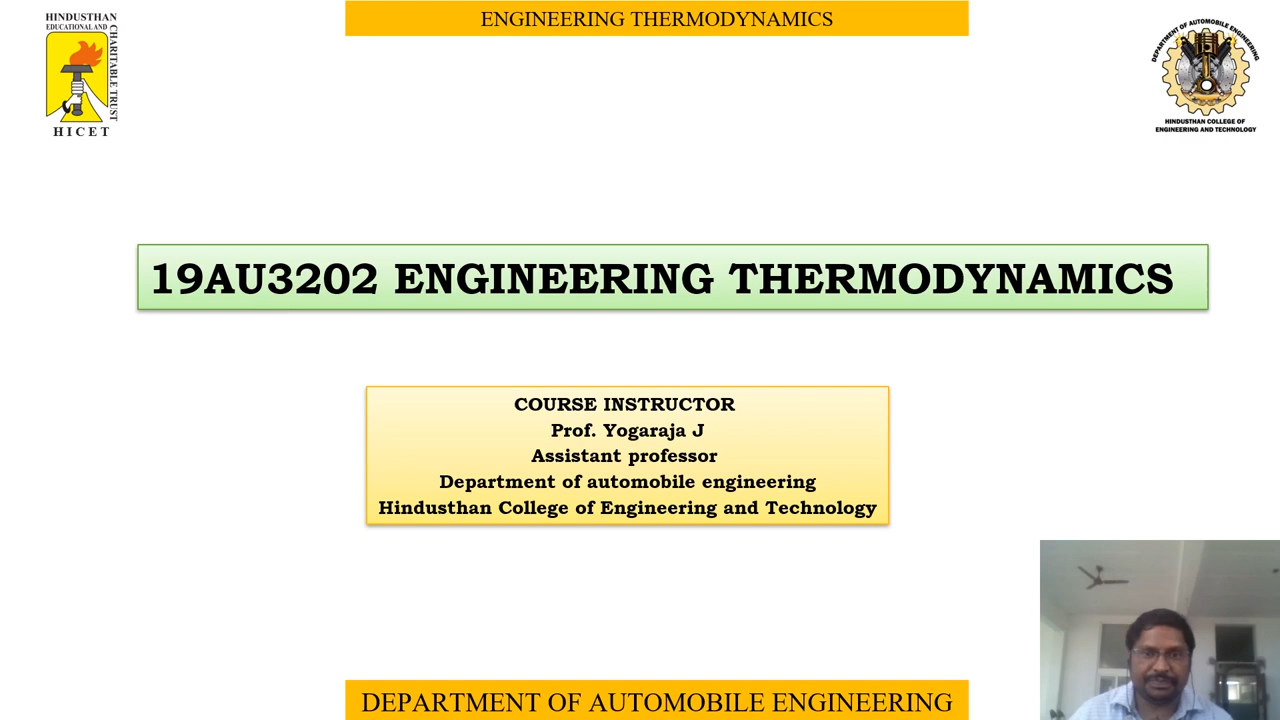 HINDUSTHAN
EDUCATIONAL AND
CHARITABLE TRUST
HICET
ENGINEERING THERMODYNAMICS
DEPARTMENT OF AUTOMOBILE ENGINEERING
HINDUSTHAN COLLEGE OF
ENGINEERING AND TECHNOLOGY
19AU3202 ENGINEERING THERMODYNAMICS
COURSE INSTRUCTOR
Prof. Yogaraja J
Assistant professor
Department of automobile engineering
Hindusthan College of Engineering and Technology
DEPARTMENT OF AUTOMOBILE ENGINEERING